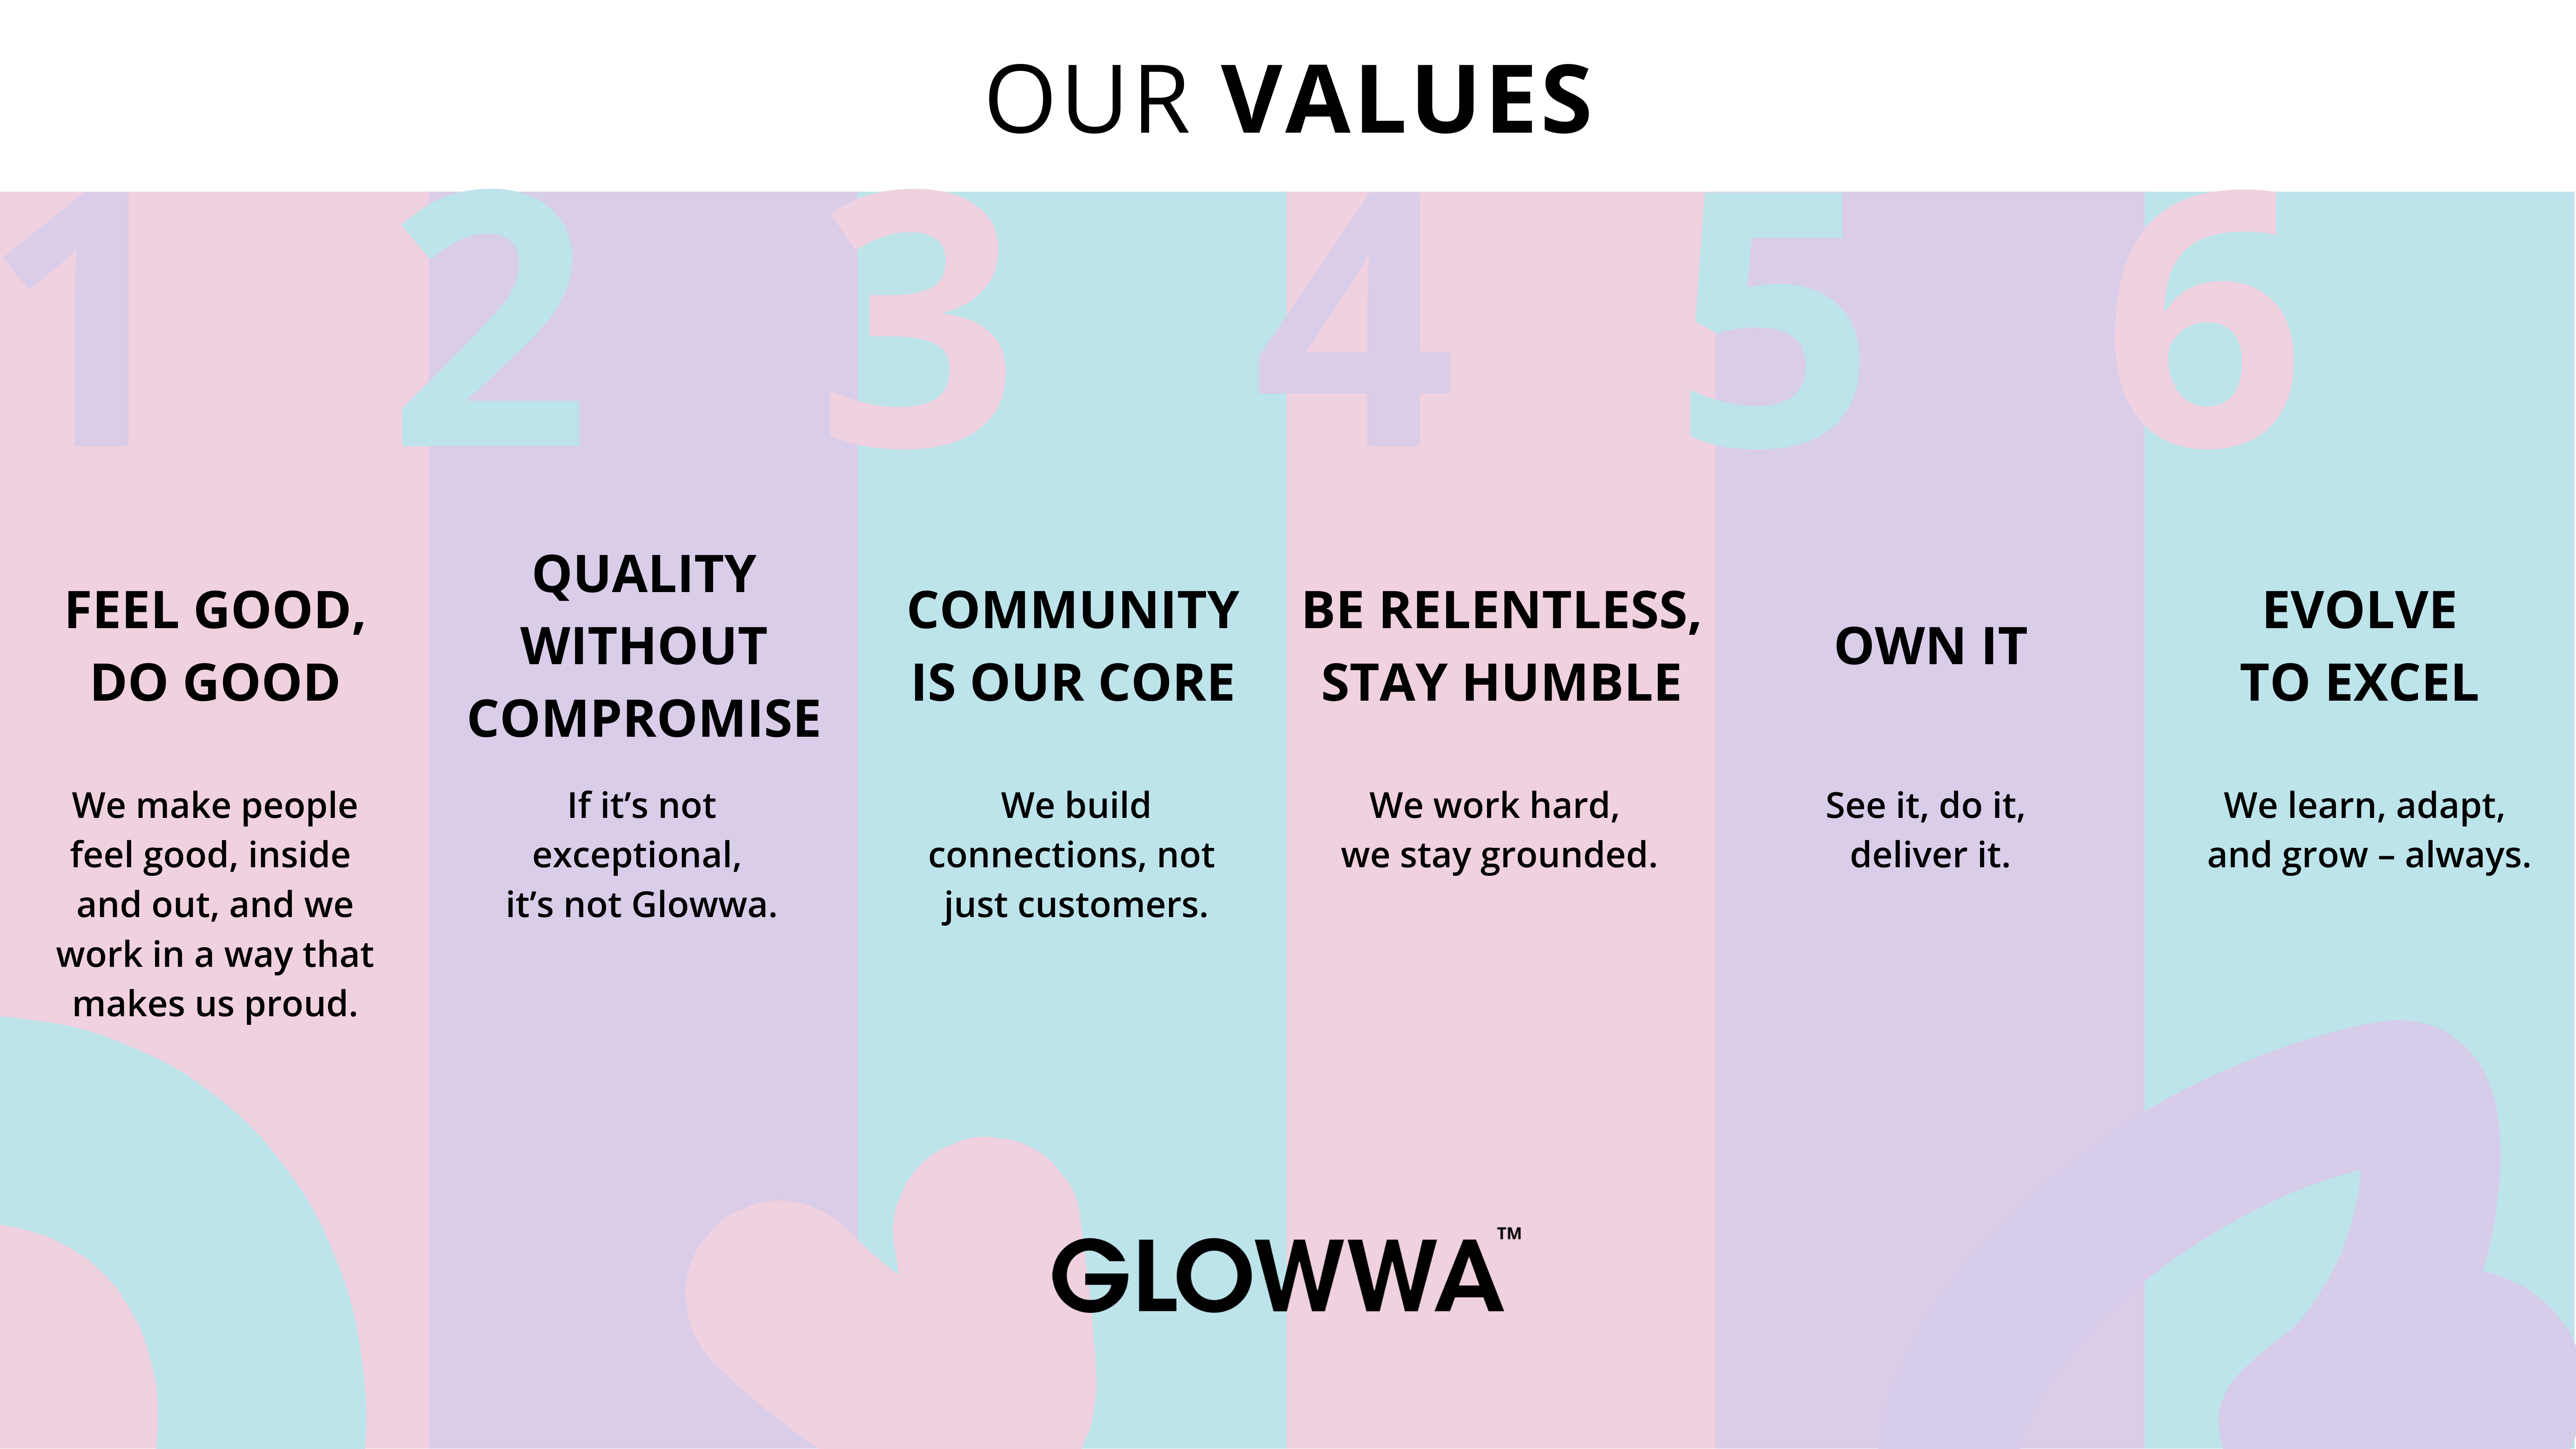 OUR VALUES
1
FEEL GOOD,
DO GOOD
We make people
feel good, inside
and out, and we
work in a way that
makes us proud.
2
QUALITY
WITHOUT
COMPROMISE
If it’s not
exceptional,
it’s not Glowwa.
3
COMMUNITY
IS OUR CORE
We build
connections, not
just customers.
4
BE RELENTLESS,
STAY HUMBLE
We work hard,
we stay grounded.
5
OWN IT
See it, do it,
deliver it.
6
EVOLVE
TO EXCEL
We learn, adapt,
and grow – always.
GLOWWA™